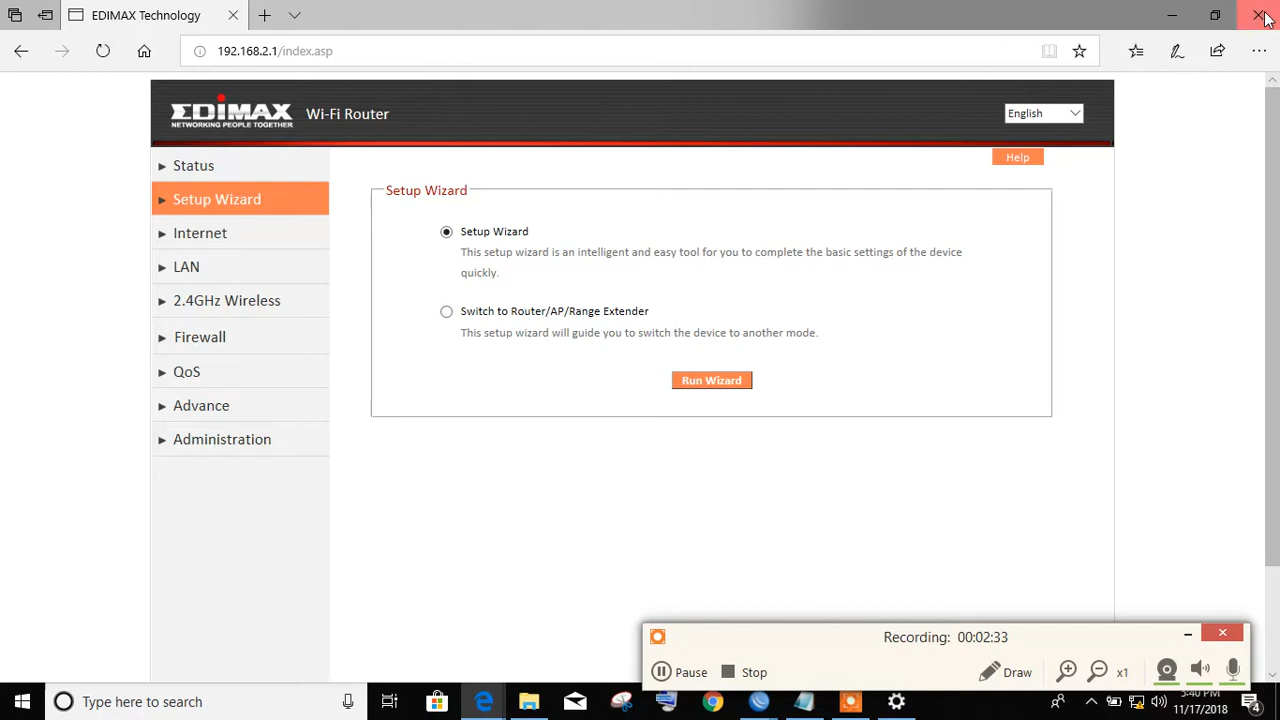 EDIMAX Technology
192.168.2.1/index.asp
EDIMAX
NETWORKING PEOPLE TOGETHER
Wi-Fi Router
English
Help
Status
Setup Wizard
Internet
LAN
2.4GHz Wireless
Firewall
QoS
Advance
Administration
Setup Wizard
Setup Wizard
This setup wizard is an intelligent and easy tool for you to complete the basic settings of the device
quickly.
Switch to Router/AP/Range Extender
This setup wizard will guide you to switch the device to another mode.
Run Wizard
Recording: 00:02:33
Pause
Stop
Draw
x1
Type here to search
5:40 PM
11/17/2018
4